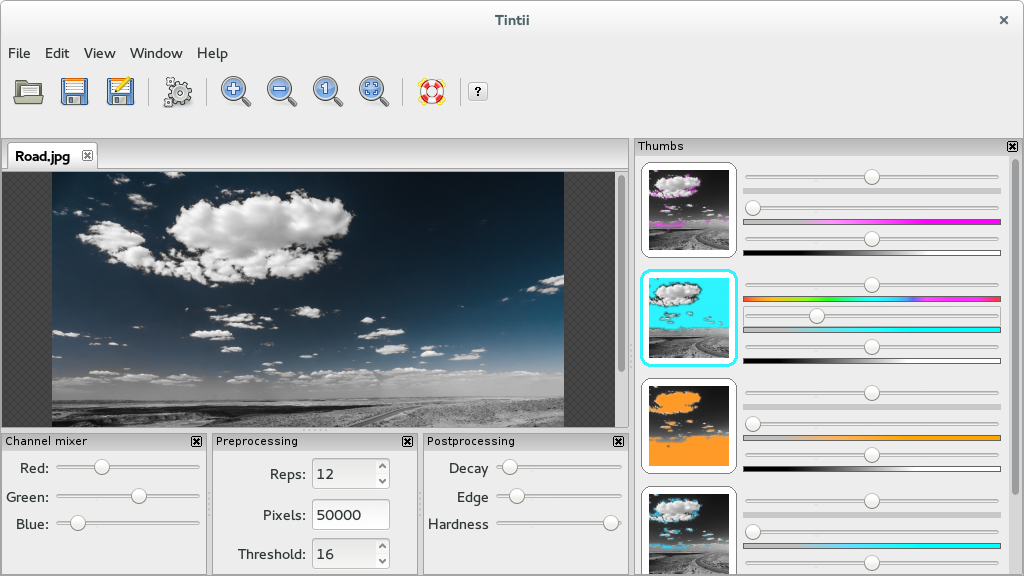 Tintii
File Edit View Window Help
1
?
Road.jpg
Thumbs
Channel mixer
Red:
Green:
Blue:
Preprocessing
Reps: 12
Pixels: 50000
Threshold: 16
Postprocessing
Decay
Edge
Hardness